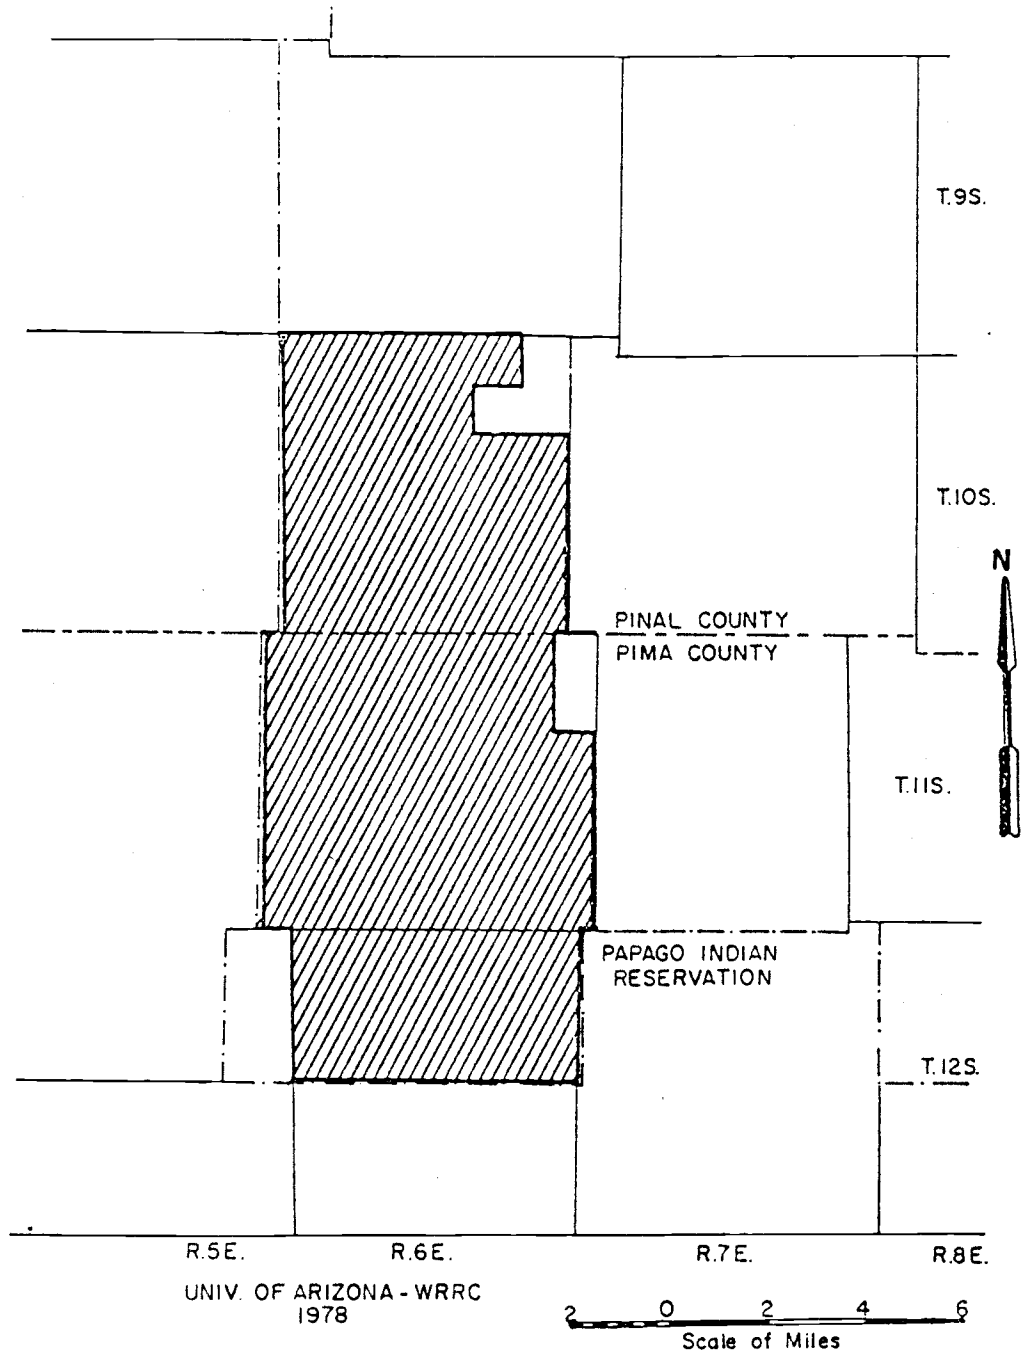 T.9S.
T.10S.
N
PINAL COUNTY
PIMA COUNTY
T.11S.
PAPAGO INDIAN
RESERVATION
T.12S.
R.5E. R.6E. R.7E. R.8E.
UNIV. OF ARIZONA - WRRC
1978
2 0 2 4 6
Scale of Miles